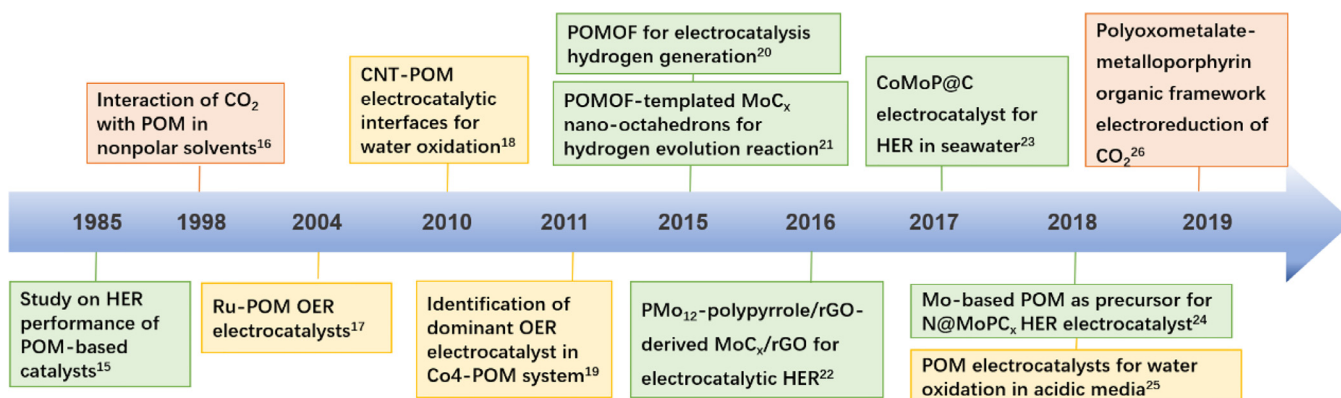 Interaction of CO₂
with POM in
nonpolar solvents¹⁶
CNT-POM
electrocatalytic
interfaces for
water oxidation¹⁸
POMOF for electrocatalysis
hydrogen generation²⁰
POMOF-templated MoCₓ
nano-octahedrons for
hydrogen evolution reaction²¹
CoMoP@C
electrocatalyst for
HER in seawater²³
Polyoxometalate-
metalloporphyrin
organic framework
electroreduction of
CO₂²⁶
1985 1998 2004 2010 2011 2015 2016 2017 2018 2019
Study on HER
performance of
POM-based
catalysts¹⁵
Ru-POM OER
electrocatalysts¹⁷
Identification of
dominant OER
electrocatalyst in
Co4-POM system¹⁹
PMo₁₂-polypyrrole/rGO-
derived MoCₓ/rGO for
electrocatalytic HER²²
Mo-based POM as precursor for
N@MoPCₓ HER electrocatalyst²⁴
POM electrocatalysts for water
oxidation in acidic media²⁵